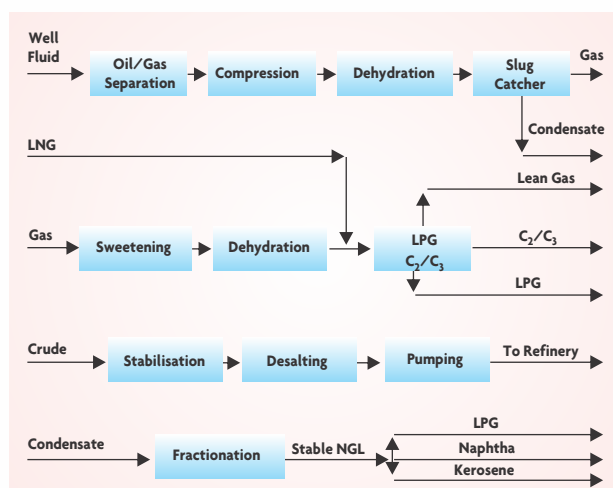 Well
Fluid
Oil/Gas
Separation
Compression
Dehydration
Slug
Catcher
Gas
Condensate
LNG
Lean Gas
Gas
Sweetening
Dehydration
LPG
C₂/C₃
C₂/C₃
LPG
Crude
Stabilisation
Desalting
Pumping
To Refinery
Condensate
Fractionation
Stable NGL
LPG
Naphtha
Kerosene